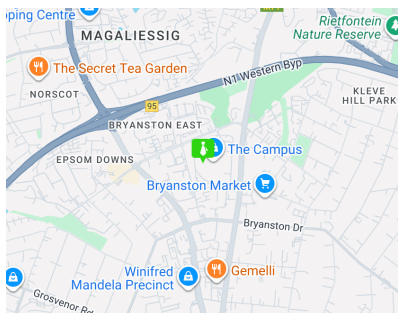 pping Centre
MAGALIESSIG
Rietfontein
Nature Reserve
The Secret Tea Garden
N1 Western Byp
NORSCOT
KLEVE
HILL PARK
95
BRYANSTON EAST
The Campus
EPSOM DOWNS
Bryanston Market
Bryanston Dr
Winifred
Mandela Precinct
Gemelli
Grosvenor Rd